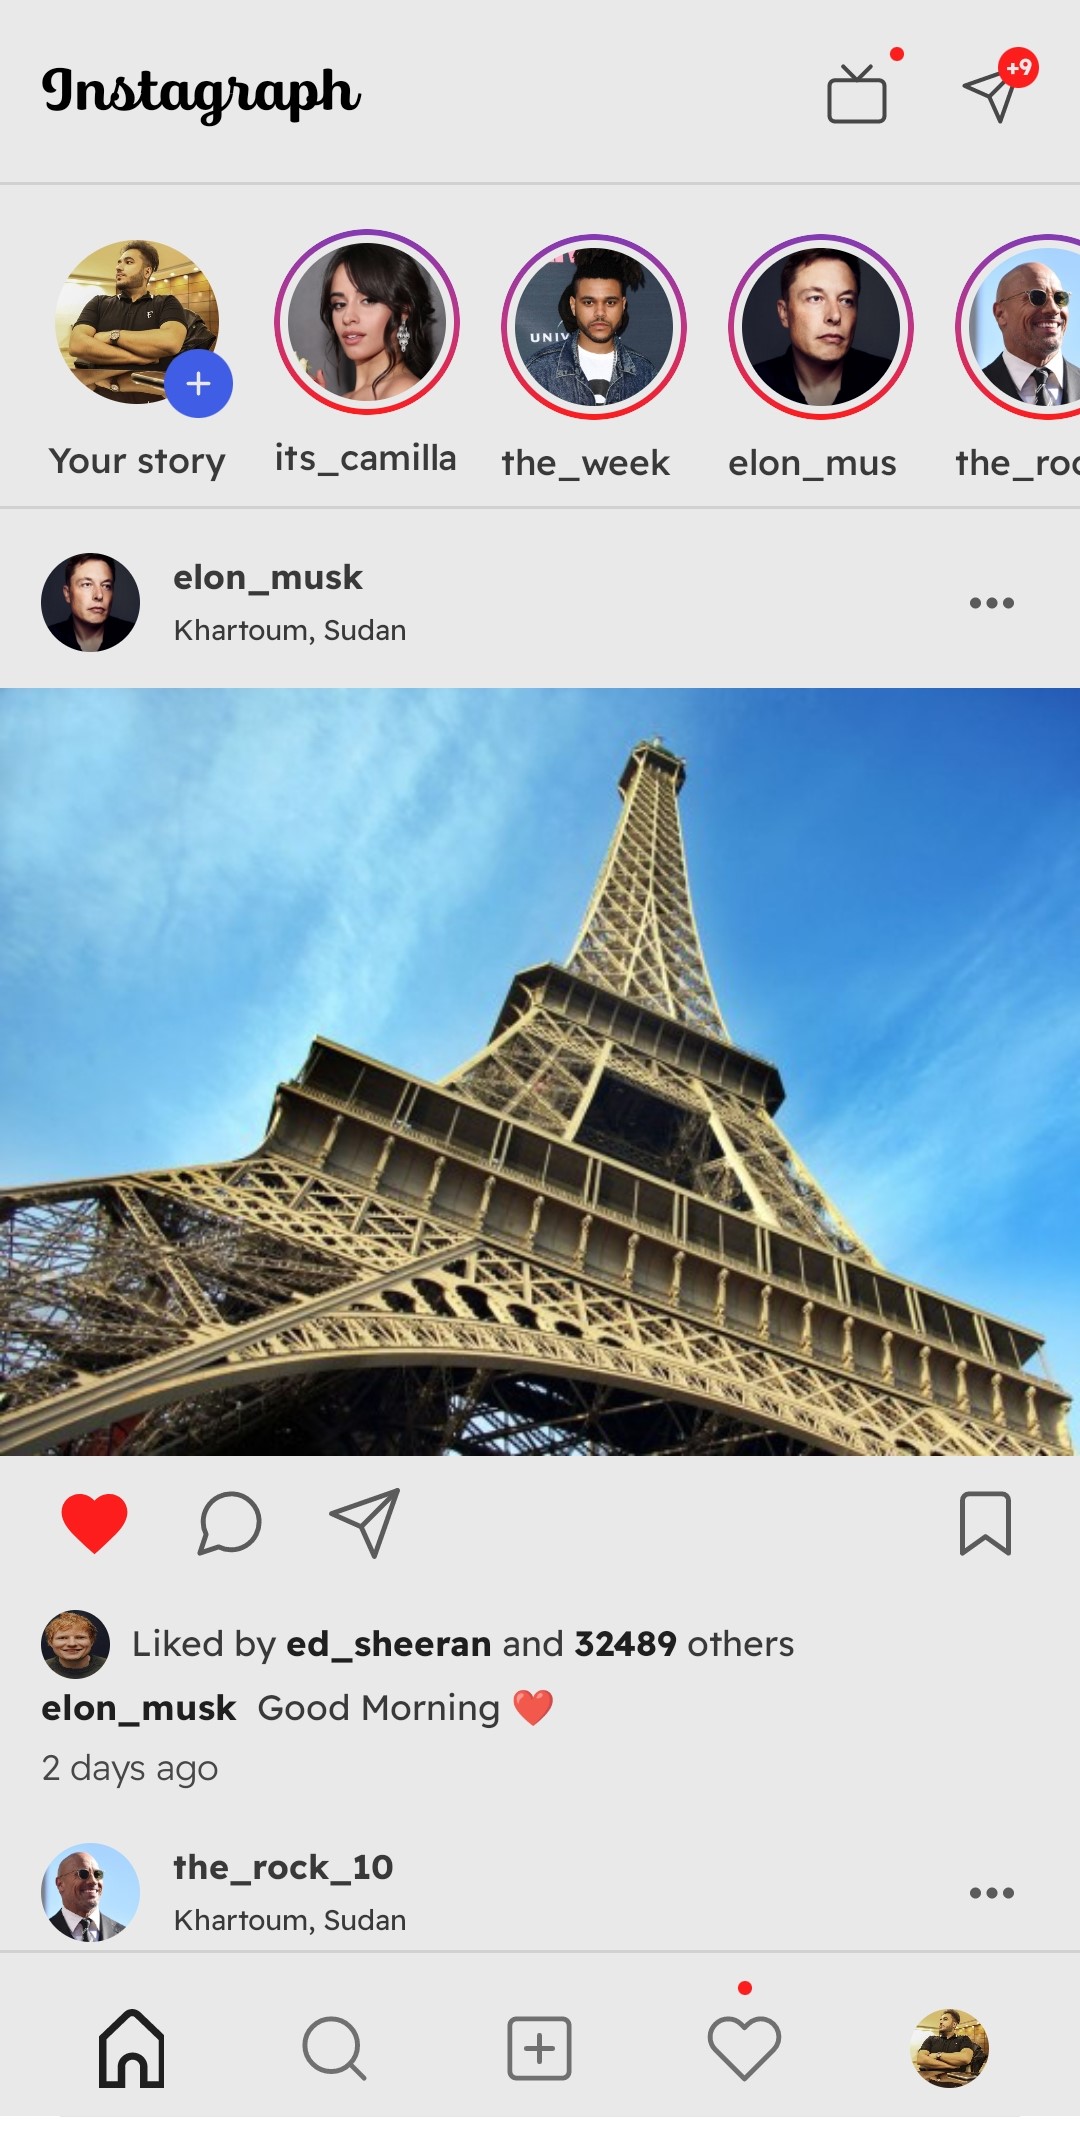 Instagraph
+9
UNIV
Your story
its_camilla
the_week
elon_mus
the_roc
elon_musk
Khartoum, Sudan
Liked by ed_sheeran and 32489 others
elon_musk Good Morning ❤️
2 days ago
the_rock_10
Khartoum, Sudan